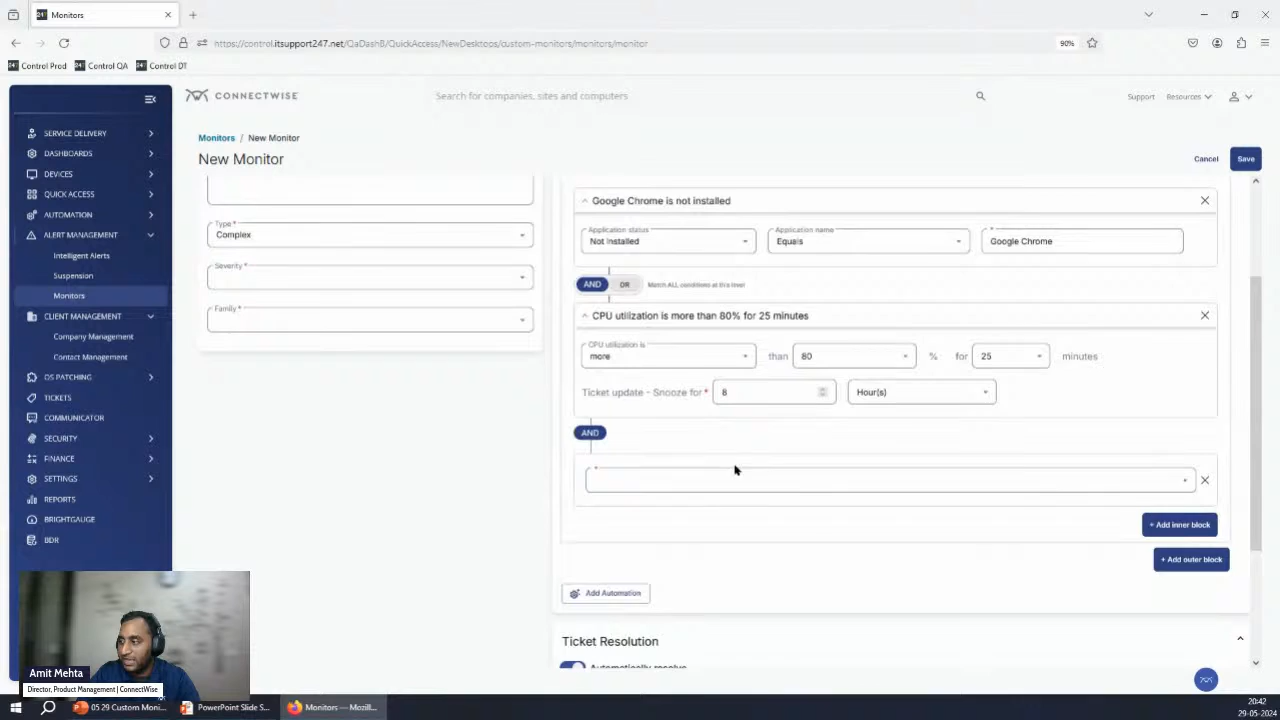 Monitors
https://control.itsupport247.net/QaDashB/QuickAccess/NewDesktops/custom-monitors/monitors/monitor
90%
Control Prod
Control QA
Control DT
CONNECTWISE
Search for companies, sites and computers
Support
Resources
SERVICE DELIVERY
DASHBOARDS
DEVICES
QUICK ACCESS
AUTOMATION
ALERT MANAGEMENT
Intelligent Alerts
Suspension
Monitors
CLIENT MANAGEMENT
Company Management
Contact Management
OS PATCHING
TICKETS
COMMUNICATOR
SECURITY
FINANCE
SETTINGS
REPORTS
BRIGHTGAUGE
BDR
Monitors / New Monitor
New Monitor
Cancel
Save
Type *
Complex
Severity *
Family *
Google Chrome is not installed
Application status
Not Installed
Application name
Equals
*
Google Chrome
AND OR Match ALL conditions at this level
CPU utilization is more than 80% for 25 minutes
CPU utilization is
more
than 80 % for 25 minutes
Ticket update - Snooze for * 8 Hour(s)
AND
*
+ Add inner block
+ Add outer block
Add Automation
Ticket Resolution
Automatically resolve
Amit Mehta
Director, Product Management | ConnectWise
05 29 Custom Moni...
PowerPoint Slide S...
Monitors — Mozill...
20:42
29-05-2024